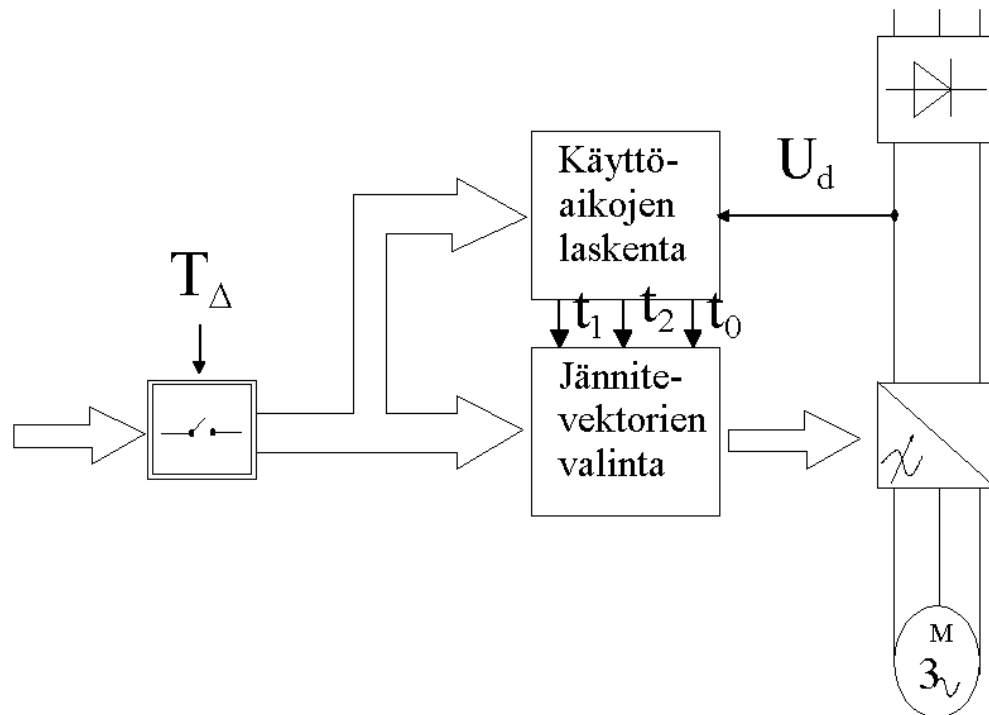 Käyttö-
aikojen
laskenta
U_d
T_Δ
t_1 t_2 t_0
Jännite-
vektorien
valinta
M
3~